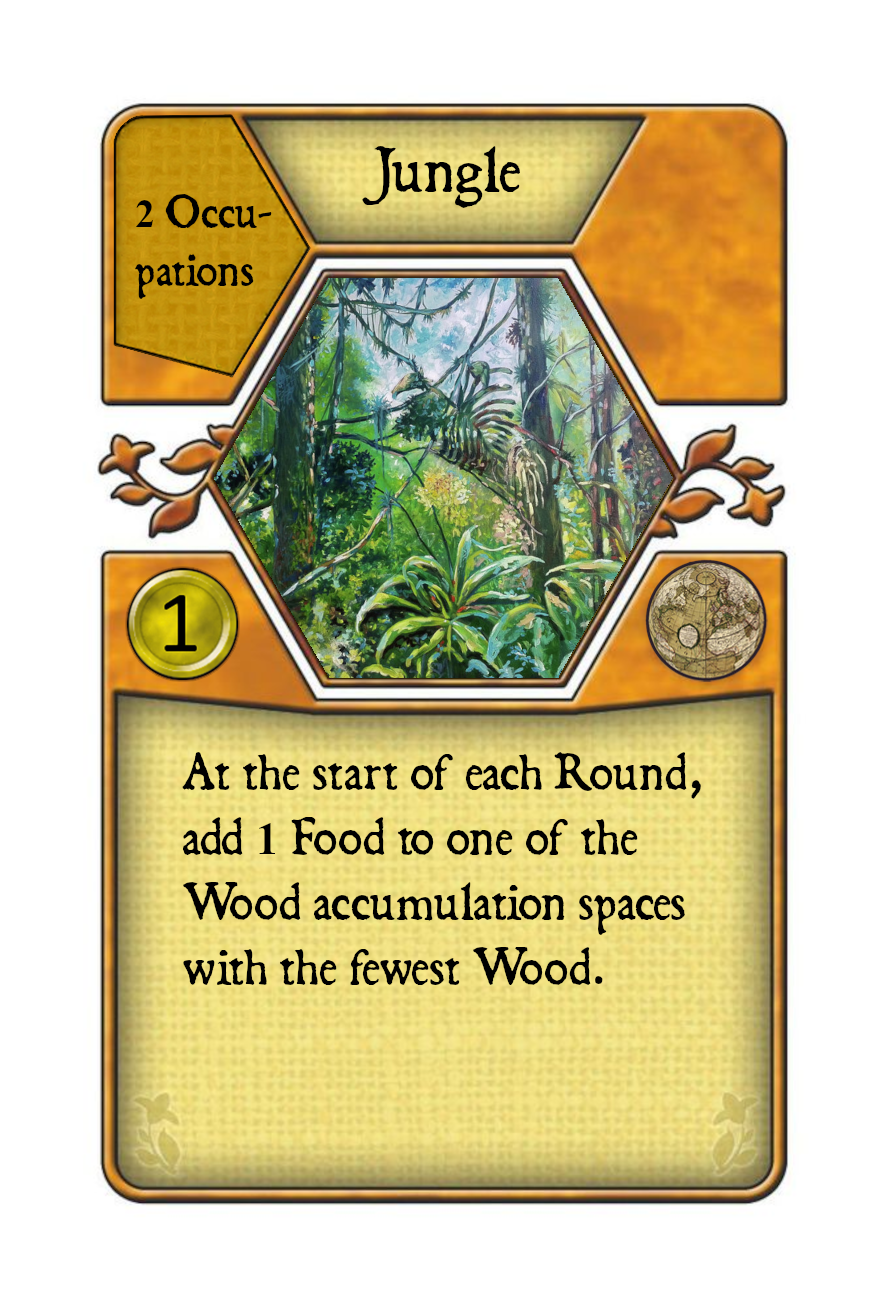 Jungle
2 Occu-
pations
1
At the start of each Round,
add 1 Food to one of the
Wood accumulation spaces
with the fewest Wood.